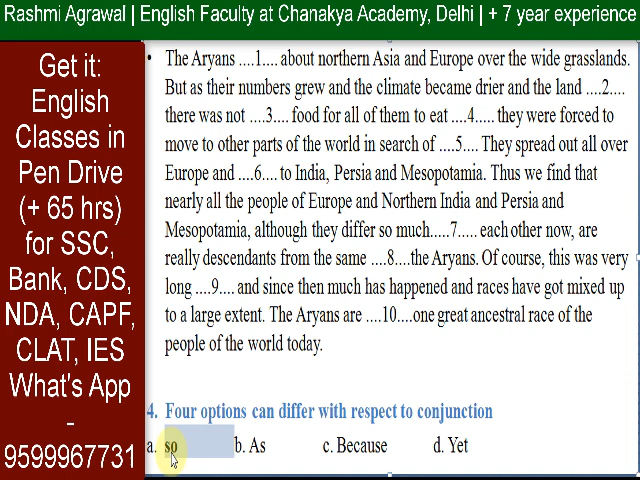 Rashmi Agrawal | English Faculty at Chanakya Academy, Delhi | + 7 year experience
Get it:
English
Classes in
Pen Drive
(+ 65 hrs)
for SSC,
Bank, CDS,
NDA, CAPF,
CLAT, IES
What's App
-
9599967731
• The Aryans ....1.... about northern Asia and Europe over the wide grasslands.
But as their numbers grew and the climate became drier and the land ....2....
there was not ....3.... food for all of them to eat ....4..... they were forced to
move to other parts of the world in search of ....5.... They spread out all over
Europe and ....6.... to India, Persia and Mesopotamia. Thus we find that
nearly all the people of Europe and Northern India and Persia and
Mesopotamia, although they differ so much.....7.... each other now, are
really descendants from the same ....8....the Aryans. Of course, this was very
long ....9.... and since then much has happened and races have got mixed up
to a large extent. The Aryans are ....10....one great ancestral race of the
people of the world today.
4. Four options can differ with respect to conjunction
a. so b. As c. Because d. Yet